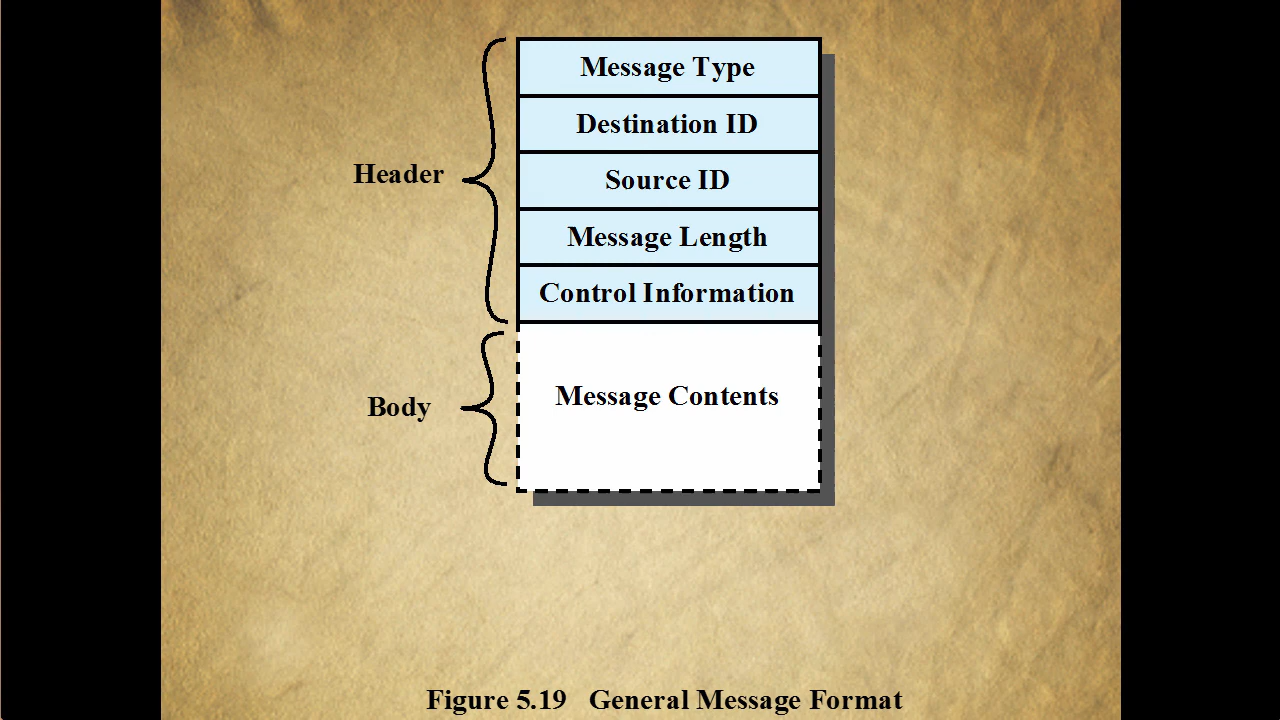 Message Type
Destination ID
Source ID
Header
Message Length
Control Information
Message Contents
Body
Figure 5.19 General Message Format